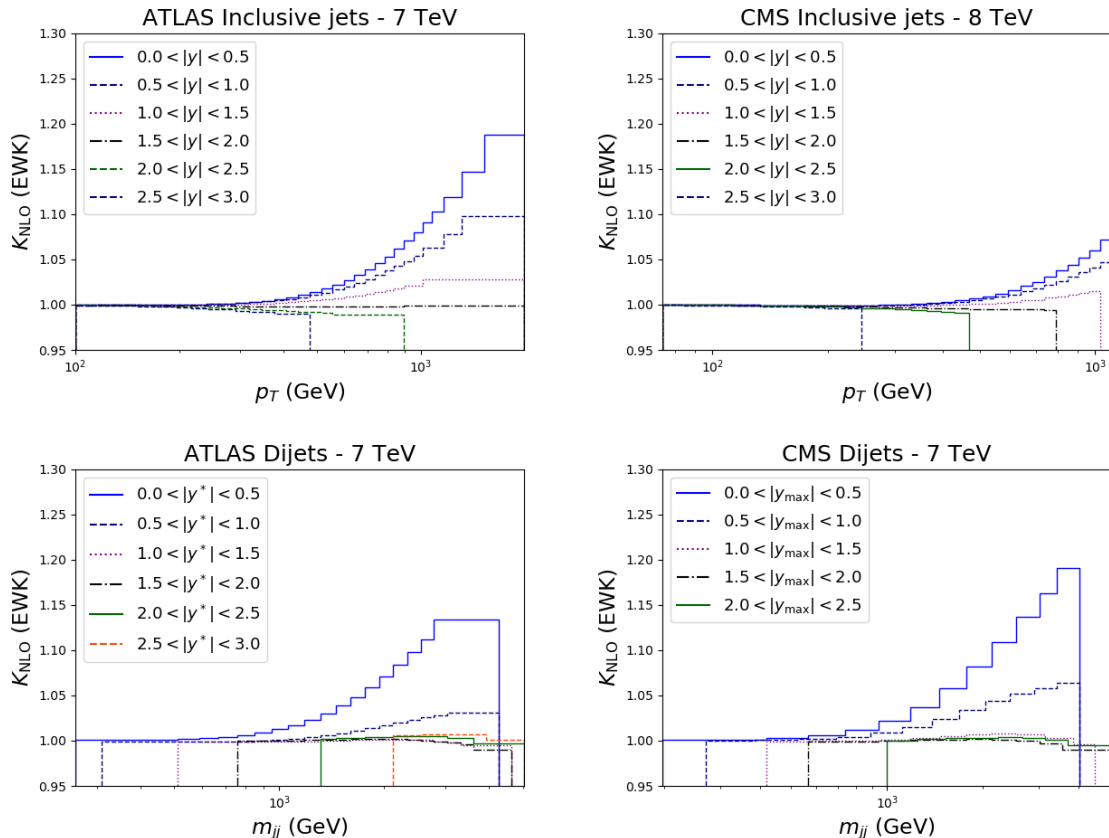 ATLAS Inclusive jets - 7 TeV
K_NLO (EWK)
1.30
1.25
1.20
1.15
1.10
1.05
1.00
0.95
0.0 < |y| < 0.5
0.5 < |y| < 1.0
1.0 < |y| < 1.5
1.5 < |y| < 2.0
2.0 < |y| < 2.5
2.5 < |y| < 3.0
10^2 10^3
p_T (GeV)
CMS Inclusive jets - 8 TeV
K_NLO (EWK)
1.30
1.25
1.20
1.15
1.10
1.05
1.00
0.95
0.0 < |y| < 0.5
0.5 < |y| < 1.0
1.0 < |y| < 1.5
1.5 < |y| < 2.0
2.0 < |y| < 2.5
2.5 < |y| < 3.0
10^2 10^3
p_T (GeV)
ATLAS Dijets - 7 TeV
K_NLO (EWK)
1.30
1.25
1.20
1.15
1.10
1.05
1.00
0.95
0.0 < |y*| < 0.5
0.5 < |y*| < 1.0
1.0 < |y*| < 1.5
1.5 < |y*| < 2.0
2.0 < |y*| < 2.5
2.5 < |y*| < 3.0
10^3
m_jj (GeV)
CMS Dijets - 7 TeV
K_NLO (EWK)
1.30
1.25
1.20
1.15
1.10
1.05
1.00
0.95
0.0 < |y_max| < 0.5
0.5 < |y_max| < 1.0
1.0 < |y_max| < 1.5
1.5 < |y_max| < 2.0
2.0 < |y_max| < 2.5
10^3
m_jj (GeV)